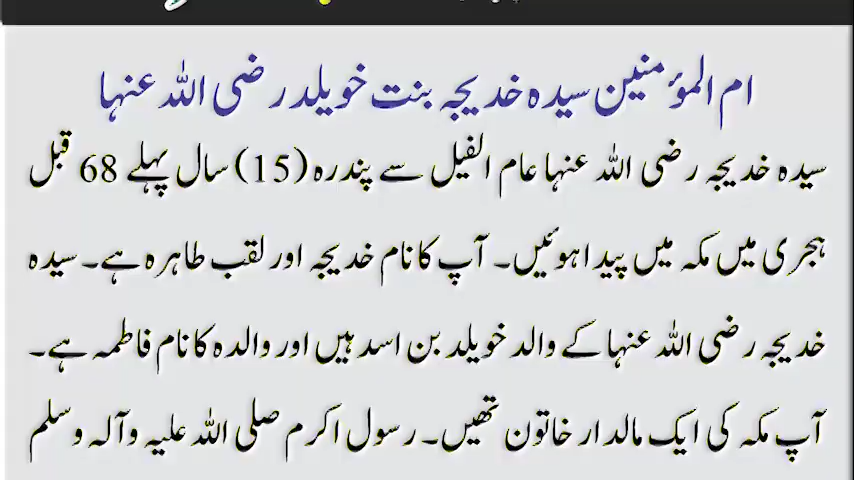 ام المؤمنین سیدہ خدیجہ بنت خویلد رضی اللہ عنہا
سیدہ خدیجہ رضی اللہ عنہا عام الفیل سے پندرہ (15) سال پہلے 68 قبل
ہجری میں مکہ میں پیدا ہوئیں۔ آپ کا نام خدیجہ اور لقب طاہرہ ہے۔ سیدہ
خدیجہ رضی اللہ عنہا کے والد خویلد بن اسد ہیں اور والدہ کا نام فاطمہ ہے۔
آپ مکہ کی ایک مالدار خاتون تھیں۔ رسول اکرم صلی اللہ علیہ وآلہ وسلم